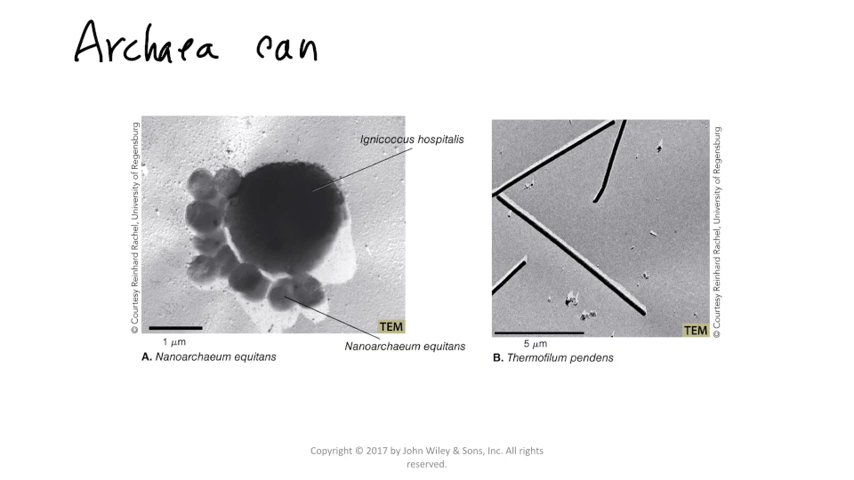 Archaea can
© Courtesy Reinhard Rachel, University of Regensburg
Ignicoccus hospitalis
TEM
1 μm
Nanoarchaeum equitans
A. Nanoarchaeum equitans
TEM
© Courtesy Reinhard Rachel, University of Regensburg
5 μm
B. Thermofilum pendens
Copyright © 2017 by John Wiley & Sons, Inc. All rights
reserved.